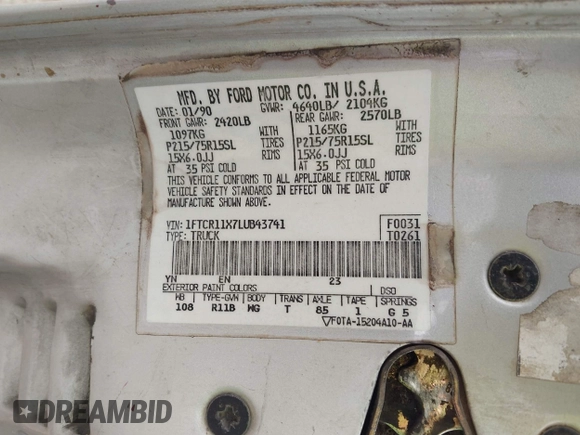 MFD. BY FORD MOTOR CO. IN U.S.A.
DATE: 01/90 GVWR: 4640LB/ 2104KG
FRONT GAWR: 2420LB REAR GAWR: 2570LB
1097KG WITH 1165KG WITH
P215/75R15SL TIRES P215/75R15SL TIRES
15X6.0JJ RIMS 15X6.0JJ RIMS
AT 35 PSI COLD AT 35 PSI COLD
THIS VEHICLE CONFORMS TO ALL APPLICABLE FEDERAL MOTOR
VEHICLE SAFETY STANDARDS IN EFFECT ON THE DATE OF
MANUFACTURE SHOWN ABOVE.
VIN: 1FTCR11X7LUB43741 F0031
TYPE: TRUCK T0261
YN EN 23
EXTERIOR PAINT COLORS DSO
WB TYPE-GVW BODY TRANS AXLE TAPE SPRINGS
108 R11B WG T 85 1 G 5
F0TA-15204A10-AA
DREAMBID